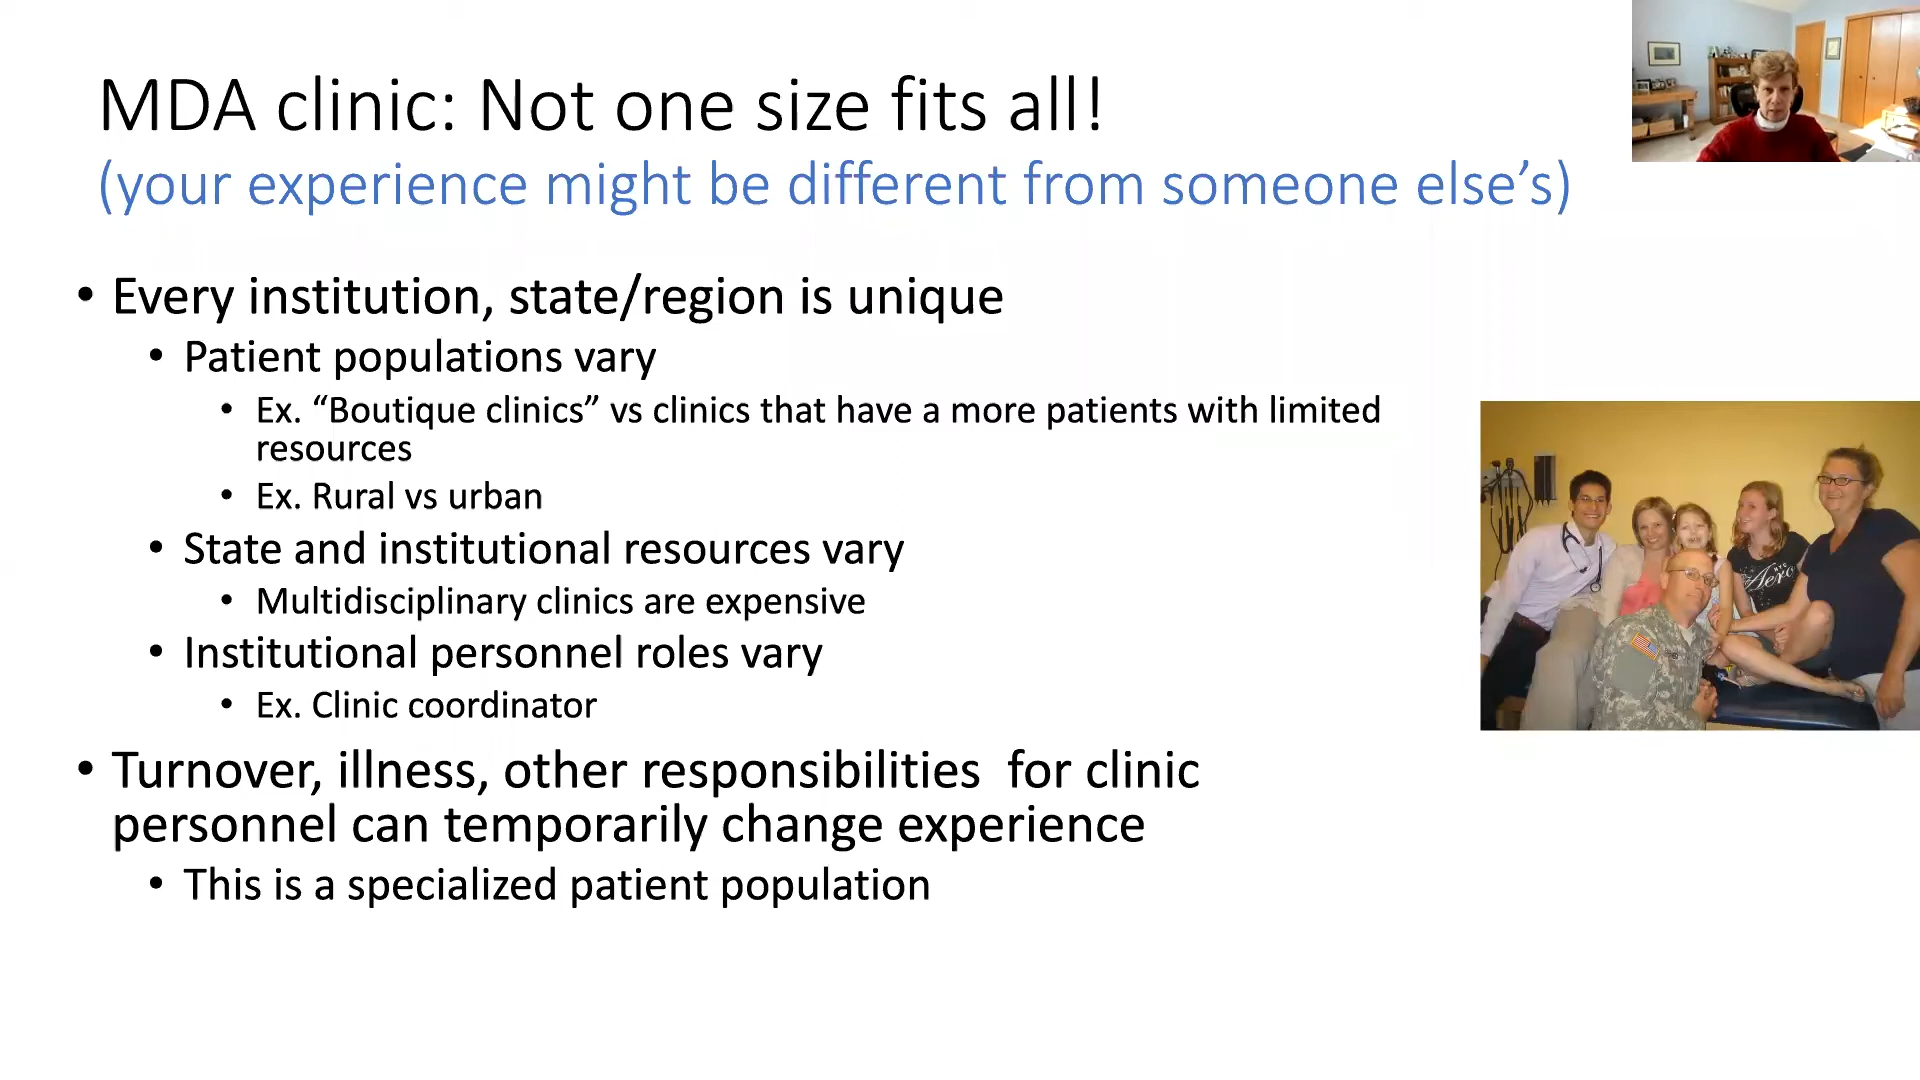 MDA clinic: Not one size fits all!
(your experience might be different from someone else’s)
• Every institution, state/region is unique
• Patient populations vary
• Ex. “Boutique clinics” vs clinics that have a more patients with limited
resources
• Ex. Rural vs urban
• State and institutional resources vary
• Multidisciplinary clinics are expensive
• Institutional personnel roles vary
• Ex. Clinic coordinator
• Turnover, illness, other responsibilities  for clinic
personnel can temporarily change experience
• This is a specialized patient population
NYC
Aero